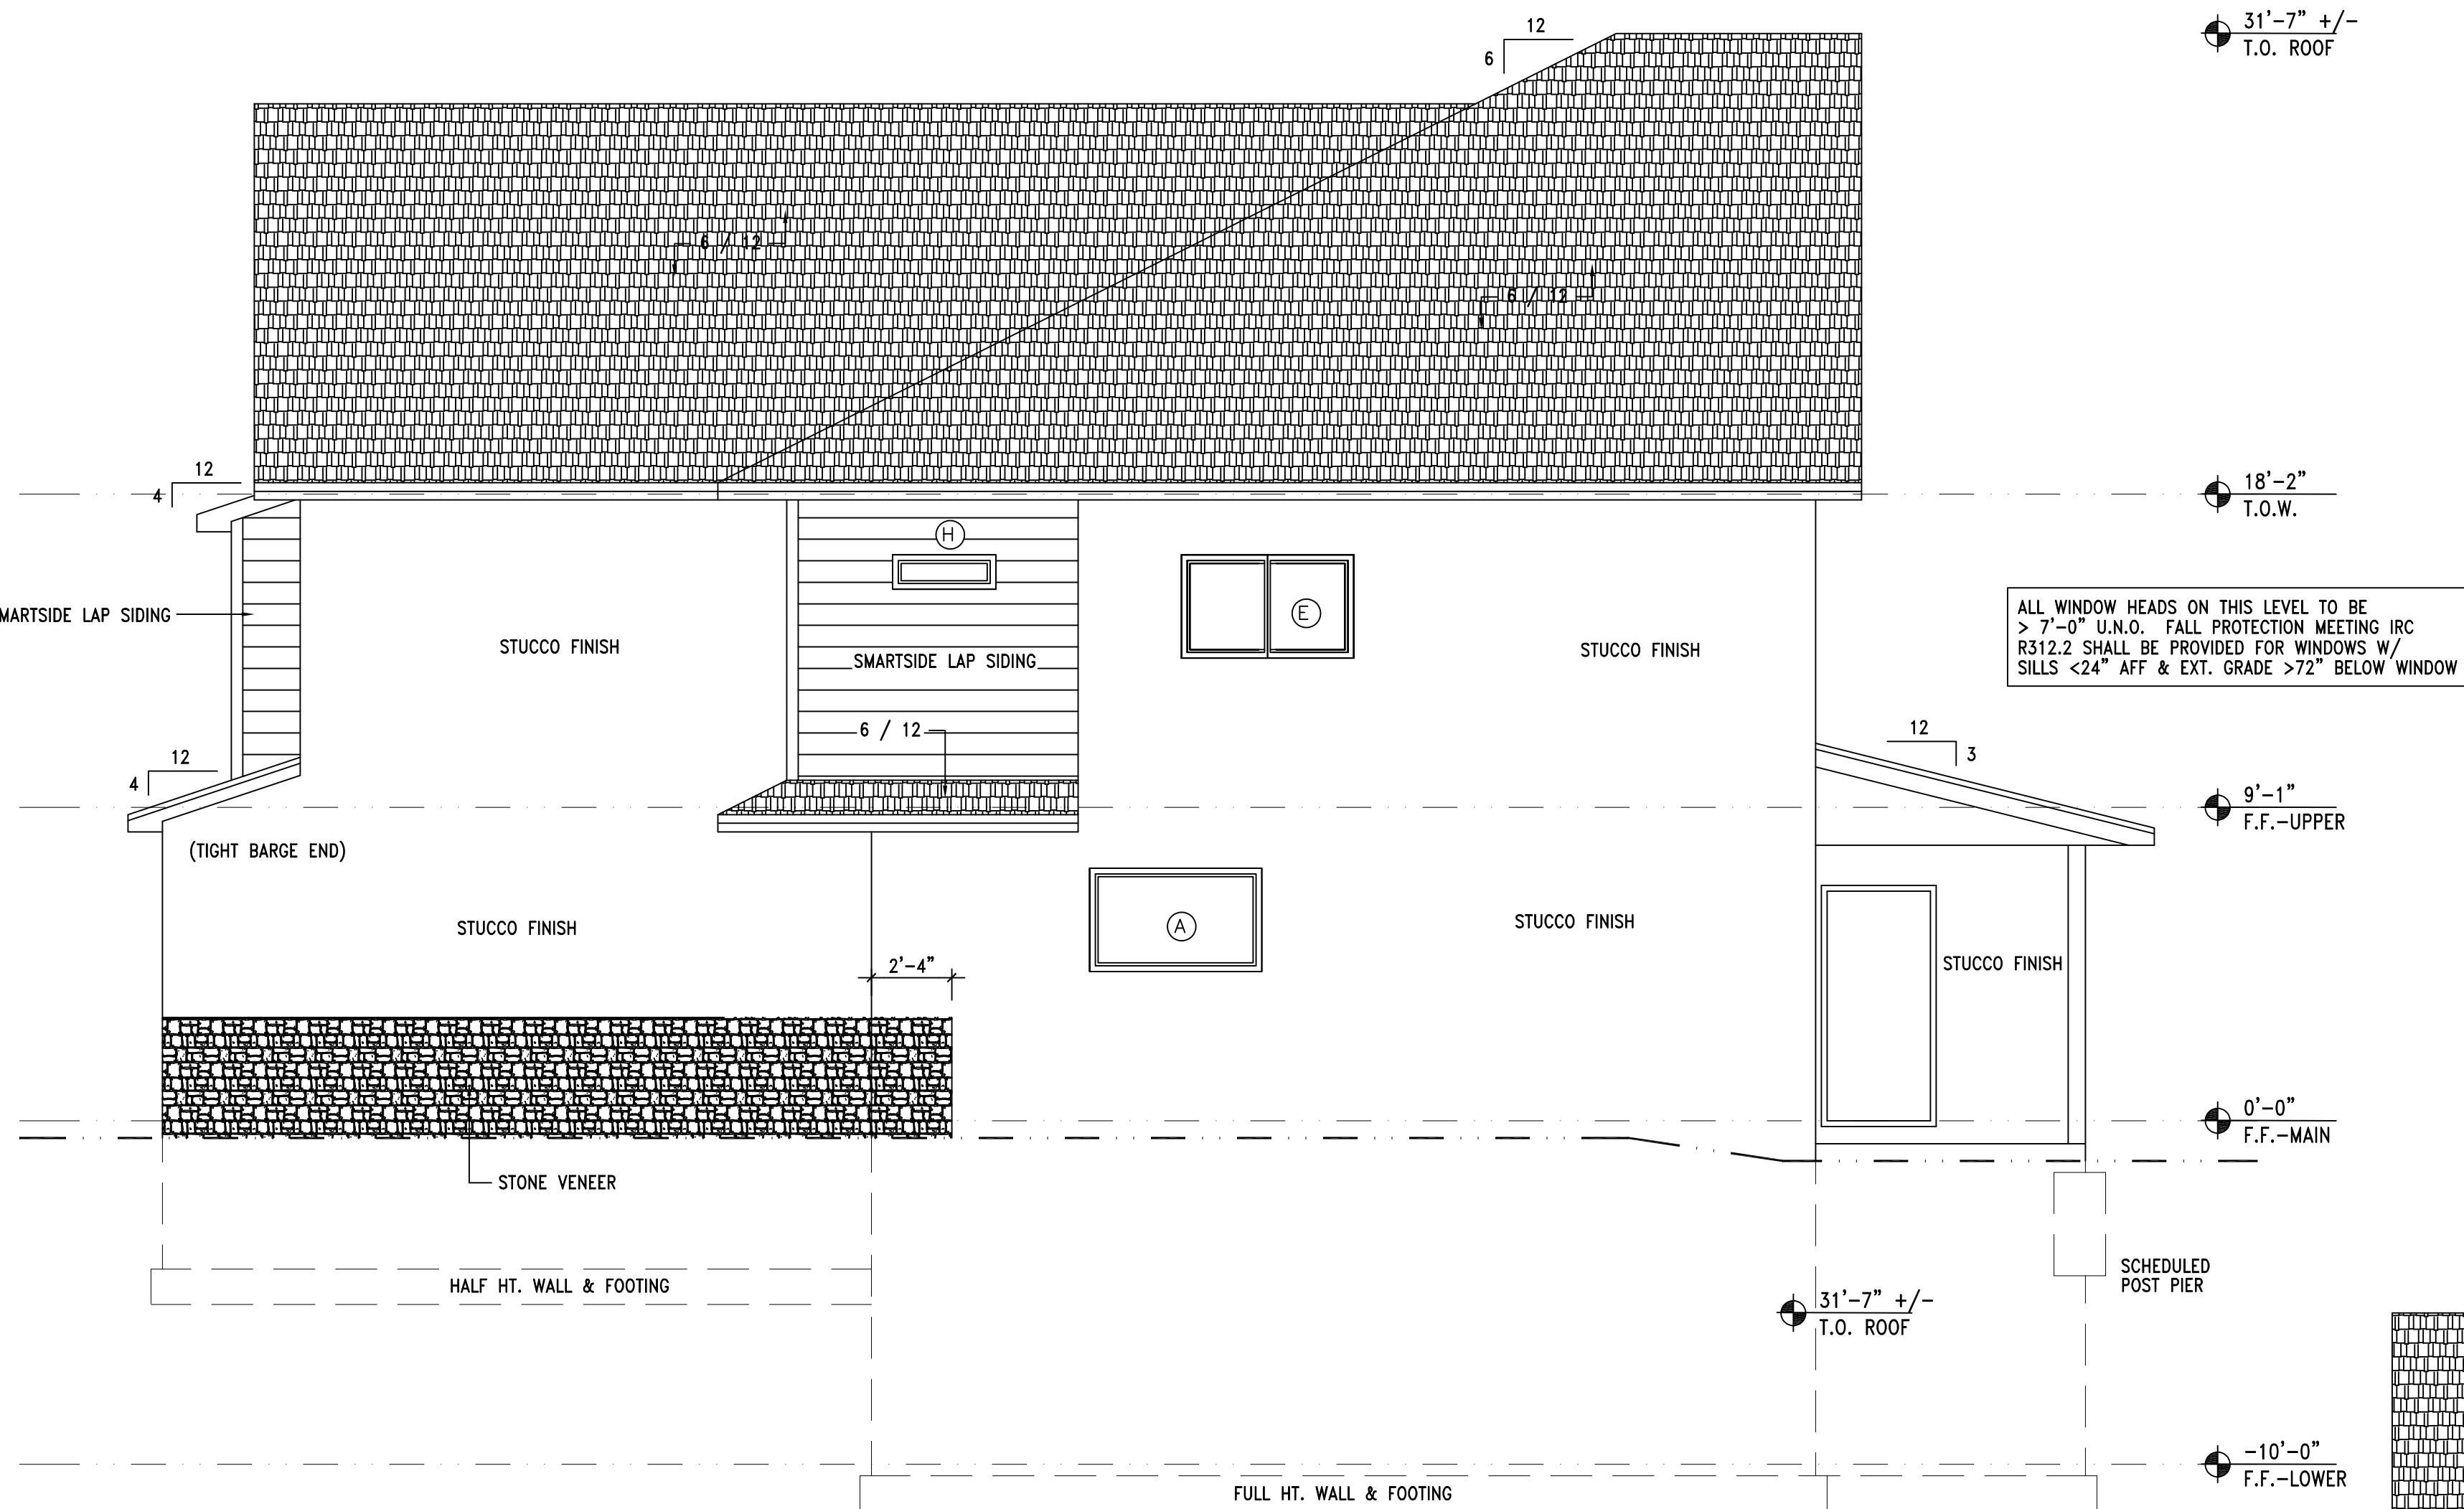 12
31'-7" +/-
6
T.O. ROOF
6 / 12
6 / 12
12
4
18'-2"
T.O.W.
H
E
ALL WINDOW HEADS ON THIS LEVEL TO BE
> 7'-0" U.N.O. FALL PROTECTION MEETING IRC
R312.2 SHALL BE PROVIDED FOR WINDOWS W/
SILLS <24" AFF & EXT. GRADE >72" BELOW WINDOW
MARTSIDE LAP SIDING
STUCCO FINISH
SMARTSIDE LAP SIDING
STUCCO FINISH
6 / 12
12
3
12
4
9'-1"
F.F.-UPPER
(TIGHT BARGE END)
STUCCO FINISH
A
STUCCO FINISH
2'-4"
STUCCO FINISH
0'-0"
F.F.-MAIN
STONE VENEER
HALF HT. WALL & FOOTING
SCHEDULED
POST PIER
31'-7" +/-
T.O. ROOF
-10'-0"
F.F.-LOWER
FULL HT. WALL & FOOTING